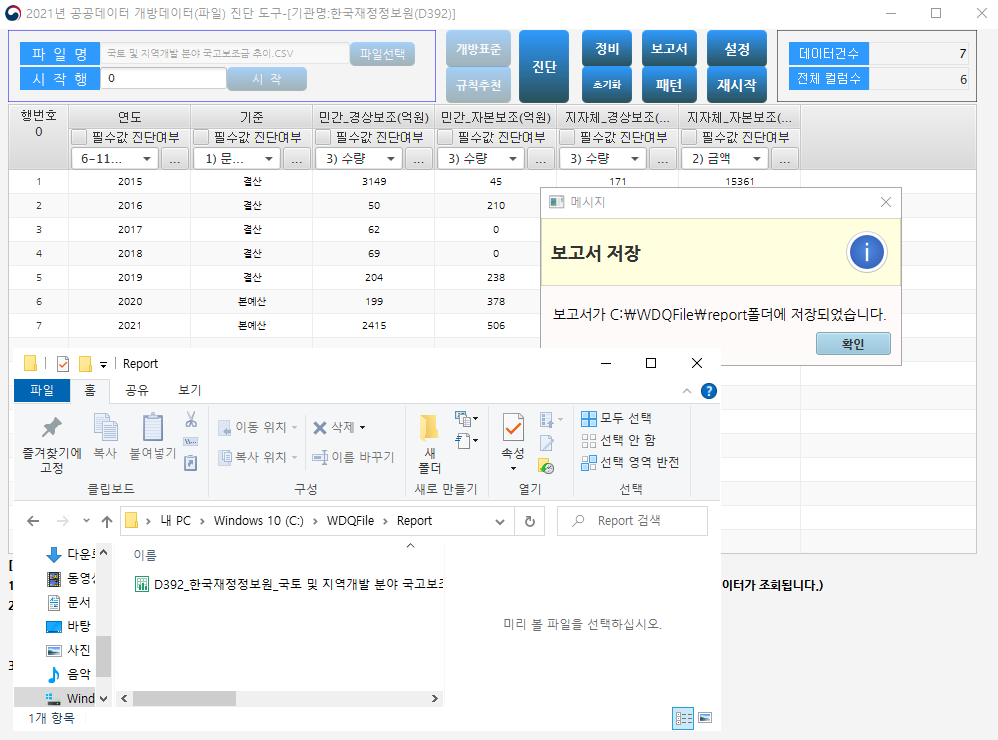 2021년 공공데이터 개방데이터(파일) 진단 도구-[기관명:한국재정정보원(D392)]
파 일 명 국토 및 지역개발 분야 국고보조금 추이.CSV 파일선택
시 작 행 0 시 작
개방표준 진단 정비 보고서 설정
규칙추천 초기화 패턴 재시작
데이터건수 7
전체 컬럼수 6
행번호 연도 기준 민간_경상보조(억원) 민간_자본보조(억원) 지자체_경상보조(... 지자체_자본보조(...
0 필수값 진단여부 필수값 진단여부 필수값 진단여부 필수값 진단여부 필수값 진단여부 필수값 진단여부
6-11... ... 1) 문... ... 3) 수량 ... 3) 수량 ... 3) 수량 ... 2) 금액 ...
1 2015 결산 3149 45 171 15361
2 2016 결산 50 210
3 2017 결산 62 0
4 2018 결산 69 0
5 2019 결산 204 238
6 2020 본예산 199 378
7 2021 본예산 2415 506
메시지
보고서 저장
보고서가 C:₩WDQFile₩report폴더에 저장되었습니다.
확인
Report
파일 홈 공유 보기
즐겨찾기에 고정 복사 붙여넣기
이동 위치 삭제
복사 위치 이름 바꾸기
새 폴더
속성
모두 선택
선택 안 함
선택 영역 반전
클립보드 구성 새로 만들기 열기 선택
내 PC Windows 10 (C:) WDQFile Report Report 검색
다운로
동영상
문서
바탕
사진
음악
Wind
이름
D392_한국재정정보원_국토 및 지역개발 분야 국고보조
미리 볼 파일을 선택하십시오.
1개 항목
[
1
이터가 조회됩니다.)
2
3